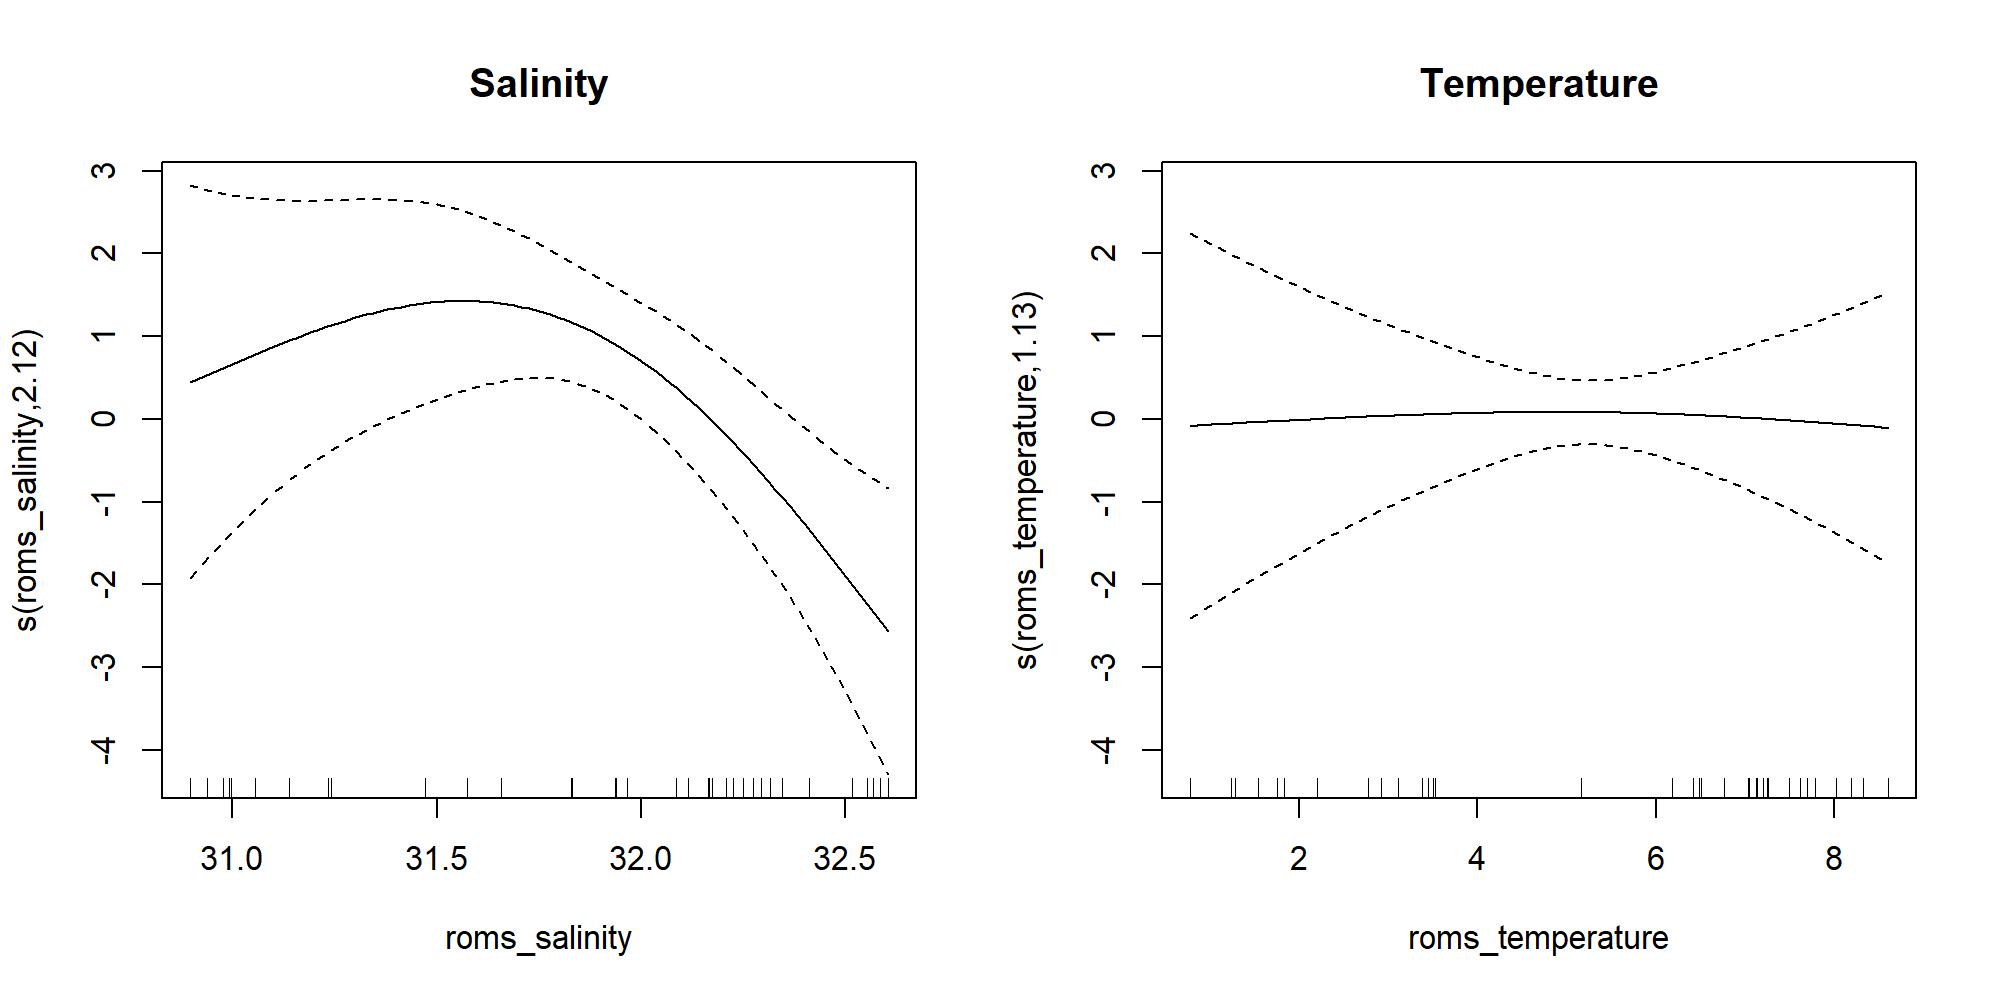 Salinity
s(roms_salinity,2.12)
3
2
1
0
-1
-2
-3
-4
31.0 31.5 32.0 32.5
roms_salinity
Temperature
s(roms_temperature,1.13)
3
2
1
0
-1
-2
-3
-4
2 4 6 8
roms_temperature